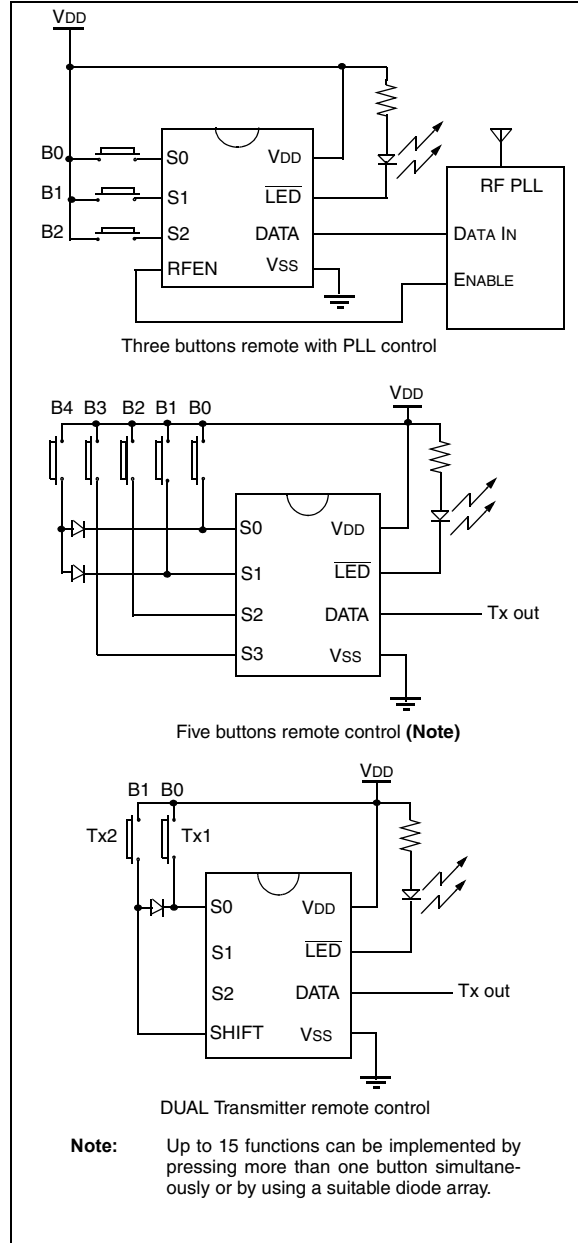 VDD
B0 S0 VDD
B1 S1 LED RF PLL
B2 S2 DATA DATA IN
RFEN VSS ENABLE
Three buttons remote with PLL control
B4 B3 B2 B1 B0 VDD
S0 VDD
S1 LED
S2 DATA Tx out
S3 VSS
Five buttons remote control (Note)
VDD
B1 B0
Tx2 Tx1
S0 VDD
S1 LED
S2 DATA Tx out
SHIFT VSS
DUAL Transmitter remote control
Note: Up to 15 functions can be implemented by
pressing more than one button simultane-
ously or by using a suitable diode array.